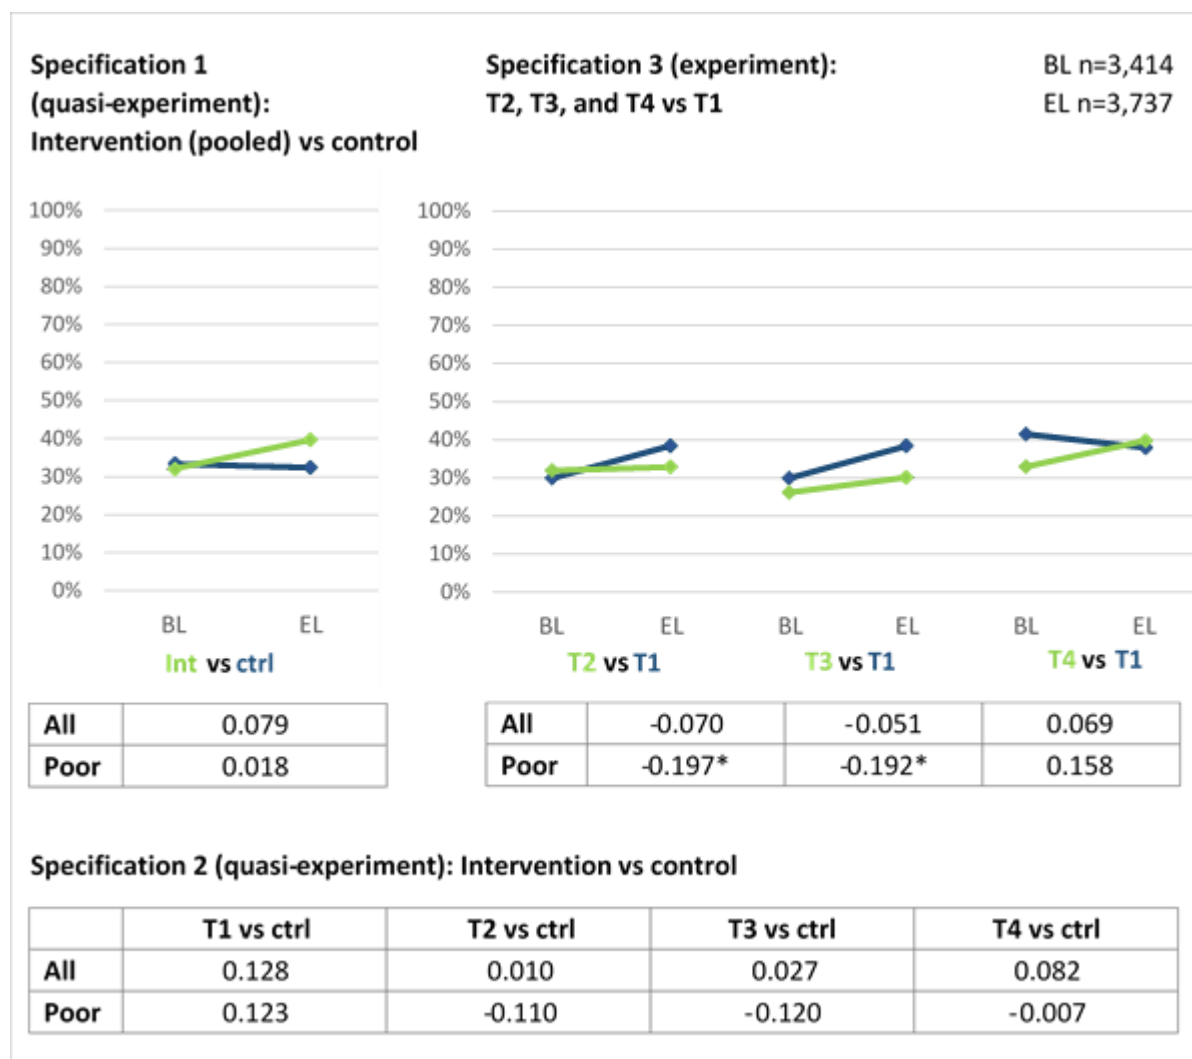 Specification 1
(quasi-experiment):
Intervention (pooled) vs control
Specification 3 (experiment):
T2, T3, and T4 vs T1
BL n=3,414
EL n=3,737
100%
90%
80%
70%
60%
50%
40%
30%
20%
10%
0%
BL EL
Int vs ctrl
100%
90%
80%
70%
60%
50%
40%
30%
20%
10%
0%
BL EL BL EL BL EL
T2 vs T1 T3 vs T1 T4 vs T1
All 0.079
Poor 0.018
All -0.070 -0.051 0.069
Poor -0.197* -0.192* 0.158
Specification 2 (quasi-experiment): Intervention vs control
T1 vs ctrl T2 vs ctrl T3 vs ctrl T4 vs ctrl
All 0.128 0.010 0.027 0.082
Poor 0.123 -0.110 -0.120 -0.007